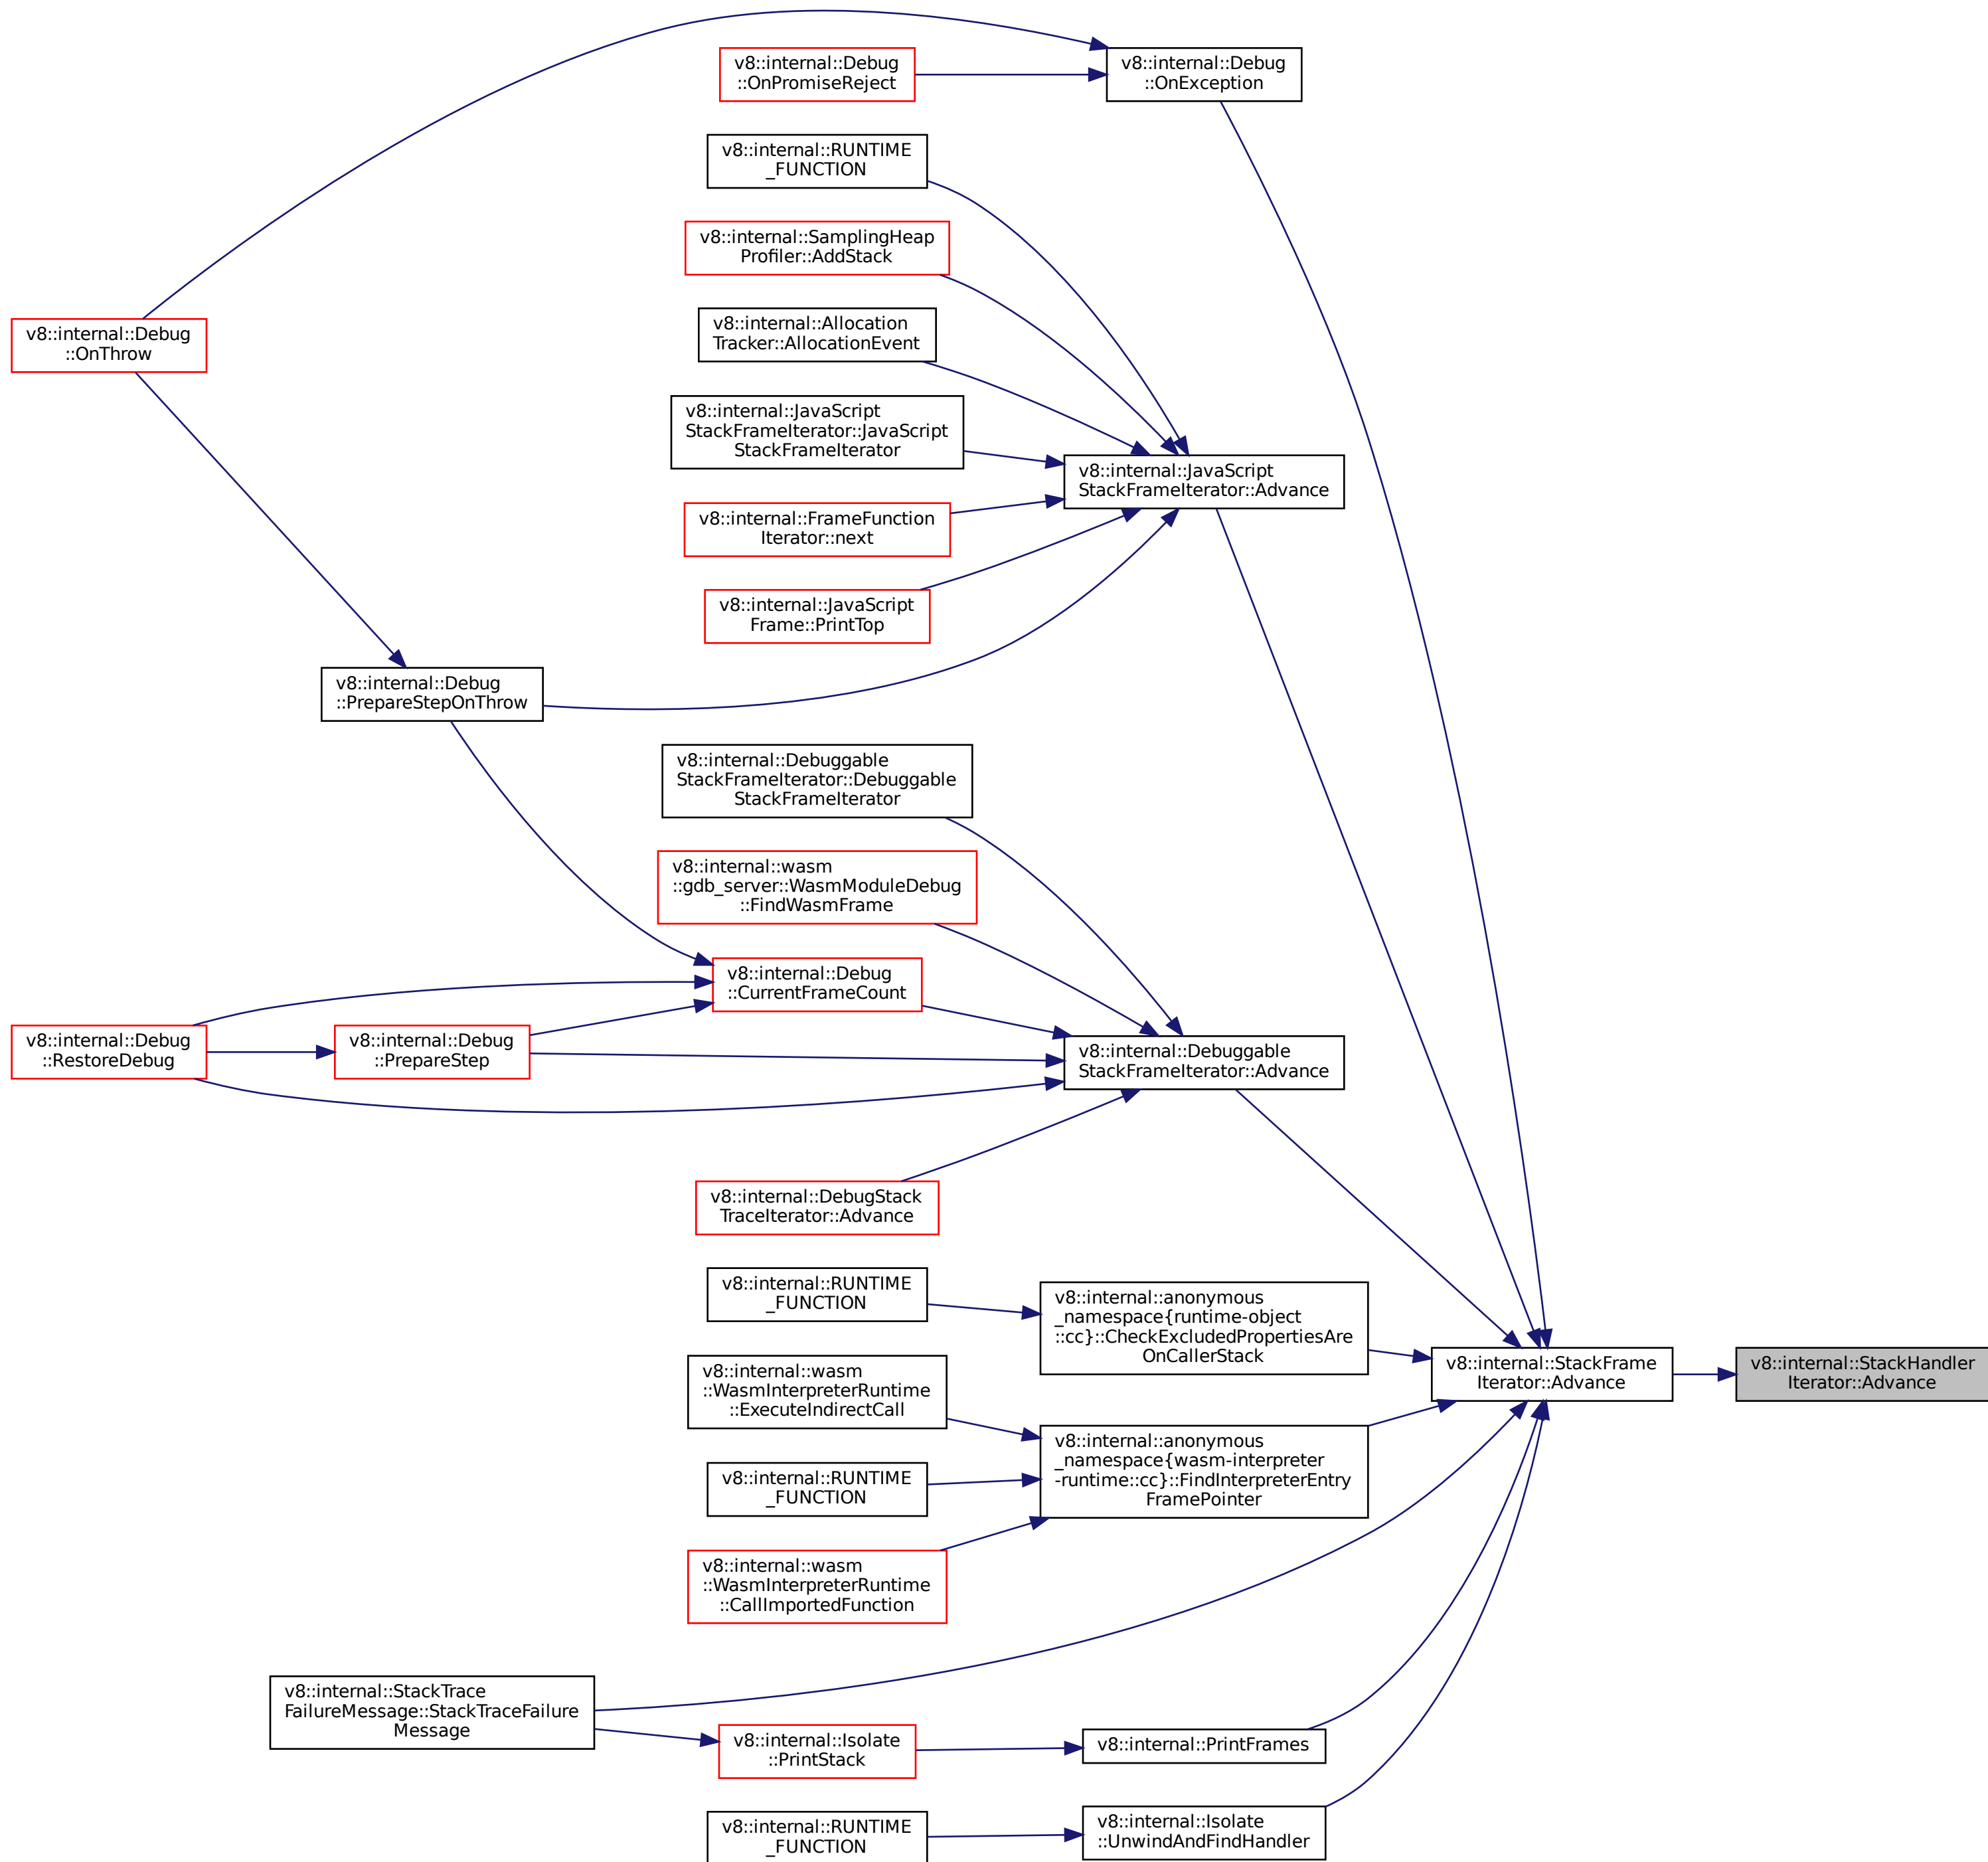 v8::internal::Debug
::OnException
v8::internal::Debug
::OnPromiseReject
v8::internal::RUNTIME
_FUNCTION
v8::internal::SamplingHeap
Profiler::AddStack
v8::internal::Allocation
Tracker::AllocationEvent
v8::internal::Debug
::OnThrow
v8::internal::JavaScript
StackFrameIterator::JavaScript
StackFrameIterator
v8::internal::JavaScript
StackFrameIterator::Advance
v8::internal::FrameFunction
Iterator::next
v8::internal::JavaScript
Frame::PrintTop
v8::internal::Debug
::PrepareStepOnThrow
v8::internal::Debuggable
StackFrameIterator::Debuggable
StackFrameIterator
v8::internal::wasm
::gdb_server::WasmModuleDebug
::FindWasmFrame
v8::internal::Debug
::CurrentFrameCount
v8::internal::Debug
::RestoreDebug
v8::internal::Debug
::PrepareStep
v8::internal::Debuggable
StackFrameIterator::Advance
v8::internal::DebugStack
TraceIterator::Advance
v8::internal::RUNTIME
_FUNCTION
v8::internal::anonymous
_namespace{runtime-object
::cc}::CheckExcludedPropertiesAre
OnCallerStack
v8::internal::StackFrame
Iterator::Advance
v8::internal::StackHandler
Iterator::Advance
v8::internal::wasm
::WasmInterpreterRuntime
::ExecuteIndirectCall
v8::internal::anonymous
_namespace{wasm-interpreter
-runtime::cc}::FindInterpreterEntry
FramePointer
v8::internal::RUNTIME
_FUNCTION
v8::internal::wasm
::WasmInterpreterRuntime
::CallImportedFunction
v8::internal::StackTrace
FailureMessage::StackTraceFailure
Message
v8::internal::Isolate
::PrintStack
v8::internal::PrintFrames
v8::internal::RUNTIME
_FUNCTION
v8::internal::Isolate
::UnwindAndFindHandler